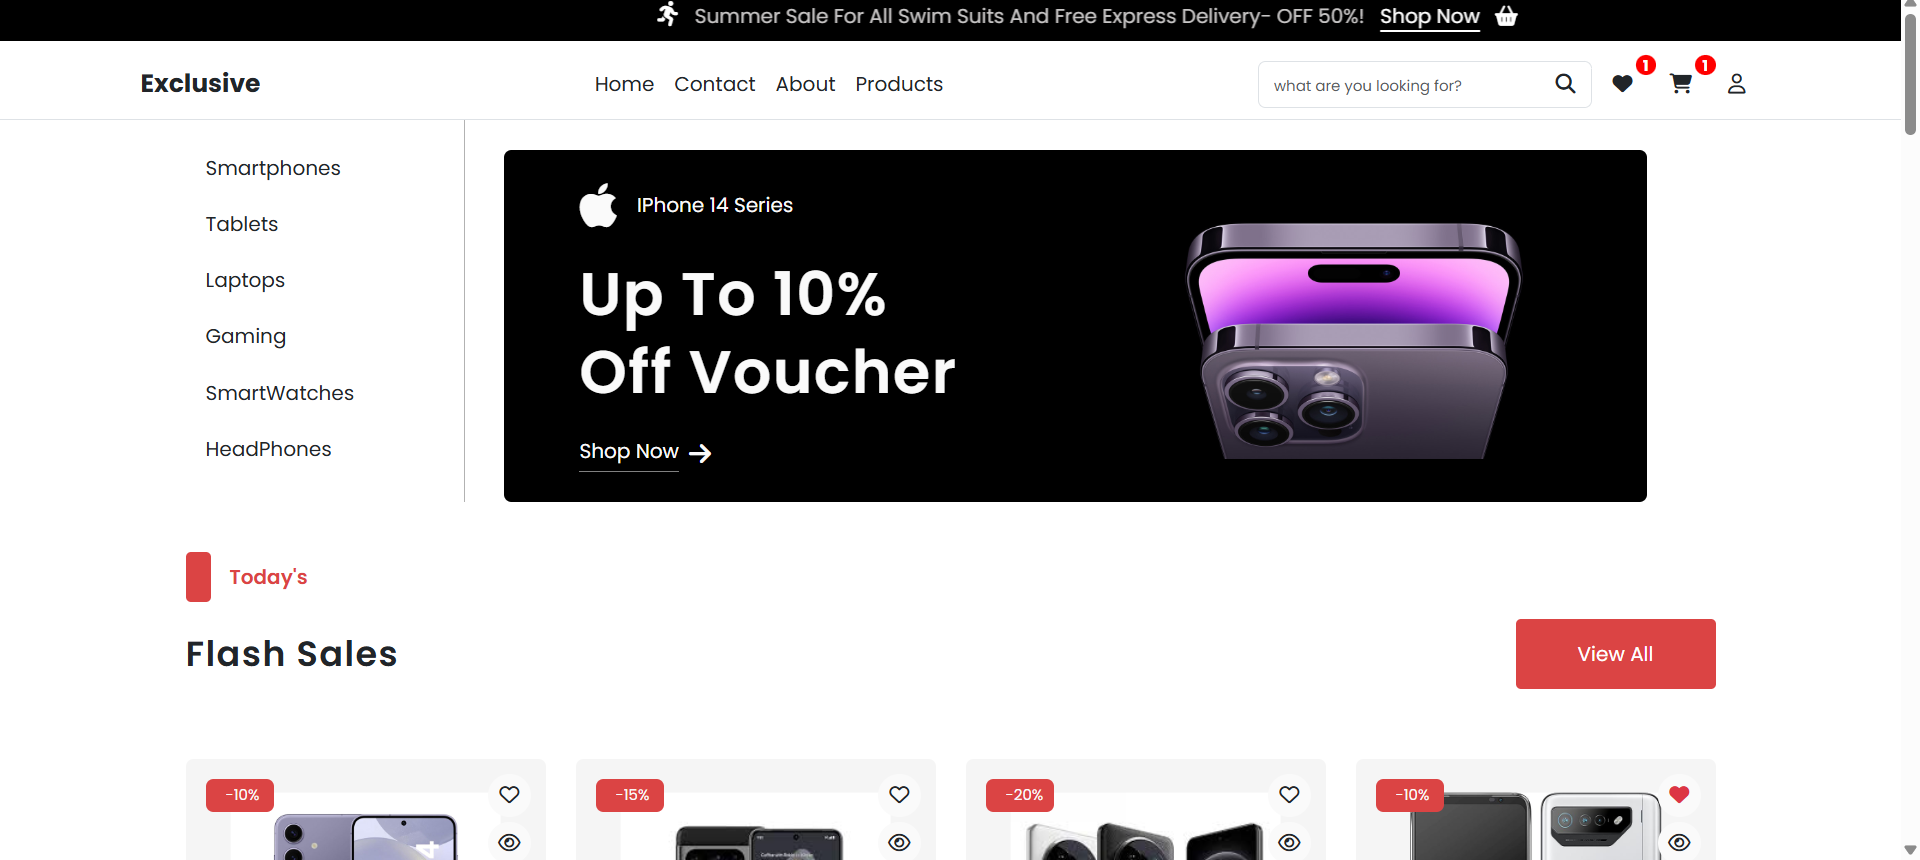 Summer Sale For All Swim Suits And Free Express Delivery- OFF 50%! Shop Now
Exclusive
Home Contact About Products
what are you looking for?
1
1
Smartphones
Tablets
Laptops
Gaming
SmartWatches
HeadPhones
IPhone 14 Series
Up To 10%
Off Voucher
Shop Now
Today's
Flash Sales
View All
-10%
-15%
-20%
-10%